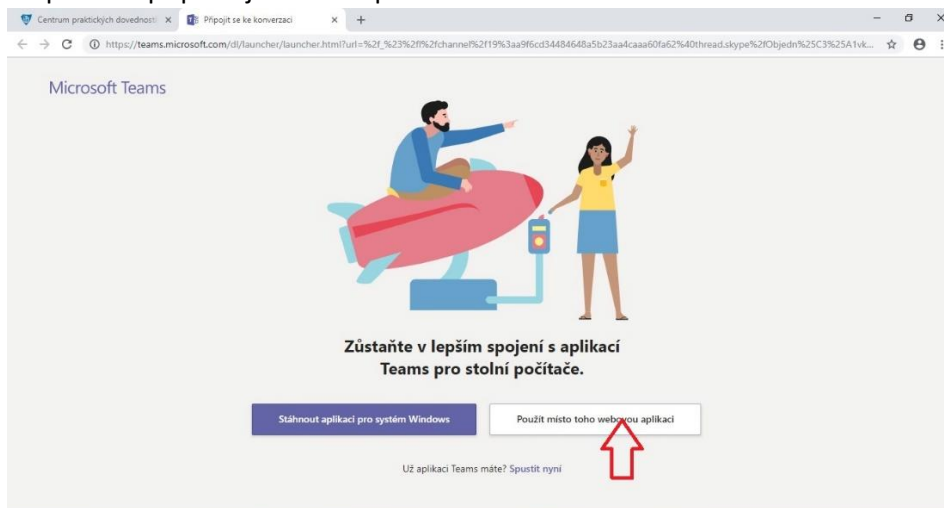 Centrum praktických dovedností
Připojit se ke konverzaci
https://teams.microsoft.com/dl/launcher/launcher.html?url=%2f_%23%2fl%2fchannel%2f19%3aa9f6cd34484648a5b23aa4caaa60fa62%40thread.skype%2fObjedn%25C3%25A1vk...
Microsoft Teams
Zůstaňte v lepším spojení s aplikací
Teams pro stolní počítače.
Stáhnout aplikaci pro systém Windows
Použít místo toho webovou aplikaci
Už aplikaci Teams máte? Spustit nyní